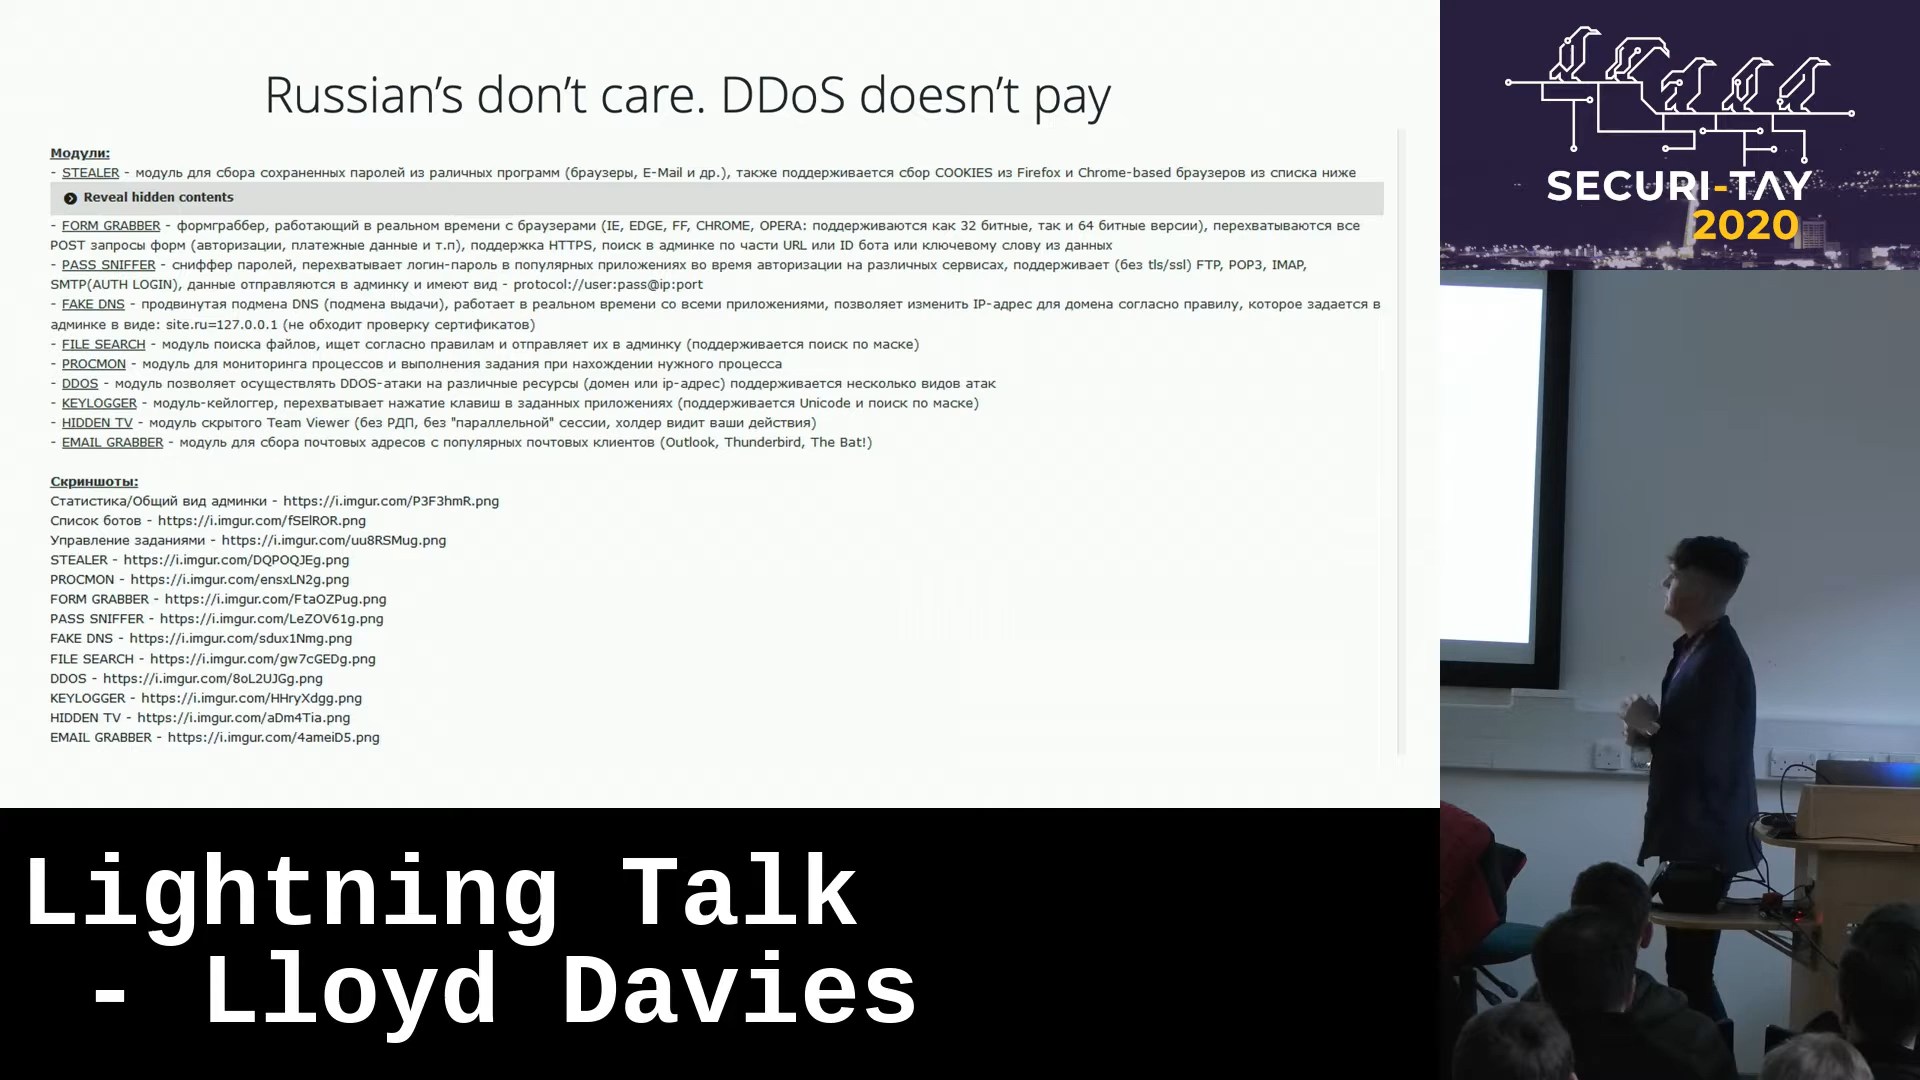 Russian’s don’t care. DDoS doesn’t pay
Модули:
- STEALER - модуль для сбора сохраненных паролей из раличных программ (браузеры, E-Mail и др.), также поддерживается сбор COOKIES из Firefox и Chrome-based браузеров из списка ниже
Reveal hidden contents
- FORM GRABBER - формграббер, работающий в реальном времени с браузерами (IE, EDGE, FF, CHROME, OPERA: поддерживаются как 32 битные, так и 64 битные версии), перехватываются все
POST запросы форм (авторизации, платежные данные и т.п), поддержка HTTPS, поиск в админке по части URL или ID бота или ключевому слову из данных
- PASS SNIFFER - сниффер паролей, перехватывает логин-пароль в популярных приложениях во время авторизации на различных сервисах, поддерживает (без tls/ssl) FTP, POP3, IMAP,
SMTP(AUTH LOGIN), данные отправляются в админку и имеют вид - protocol://user:pass@ip:port
- FAKE DNS - продвинутая подмена DNS (подмена выдачи), работает в реальном времени со всеми приложениями, позволяет изменить IP-адрес для домена согласно правилу, которое задается в
админке в виде: site.ru=127.0.0.1 (не обходит проверку сертификатов)
- FILE SEARCH - модуль поиска файлов, ищет согласно правилам и отправляет их в админку (поддерживается поиск по маске)
- PROCMON - модуль для мониторинга процессов и выполнения задания при нахождении нужного процесса
- DDOS - модуль позволяет осуществлять DDOS-атаки на различные ресурсы (домен или ip-адрес) поддерживается несколько видов атак
- KEYLOGGER - модуль-кейлоггер, перехватывает нажатие клавиш в заданных приложениях (поддерживается Unicode и поиск по маске)
- HIDDEN TV - модуль скрытого Team Viewer (без РДП, без "параллельной" сессии, холдер видит ваши действия)
- EMAIL GRABBER - модуль для сбора почтовых адресов с популярных почтовых клиентов (Outlook, Thunderbird, The Bat!)
Скриншоты:
Статистика/Общий вид админки - https://i.imgur.com/P3F3hmR.png
Список ботов - https://i.imgur.com/fSElROR.png
Управление заданиями - https://i.imgur.com/uu8RSMug.png
STEALER - https://i.imgur.com/DQPOQJEg.png
PROCMON - https://i.imgur.com/ensxLN2g.png
FORM GRABBER - https://i.imgur.com/FtaOZPug.png
PASS SNIFFER - https://i.imgur.com/LeZOV61g.png
FAKE DNS - https://i.imgur.com/sdux1Nmg.png
FILE SEARCH - https://i.imgur.com/gw7cGEDg.png
DDOS - https://i.imgur.com/8oL2UJGg.png
KEYLOGGER - https://i.imgur.com/HHryXdgg.png
HIDDEN TV - https://i.imgur.com/aDm4Tia.png
EMAIL GRABBER - https://i.imgur.com/4ameiD5.png
SECURI-TAY
2020
Lightning Talk
- Lloyd Davies